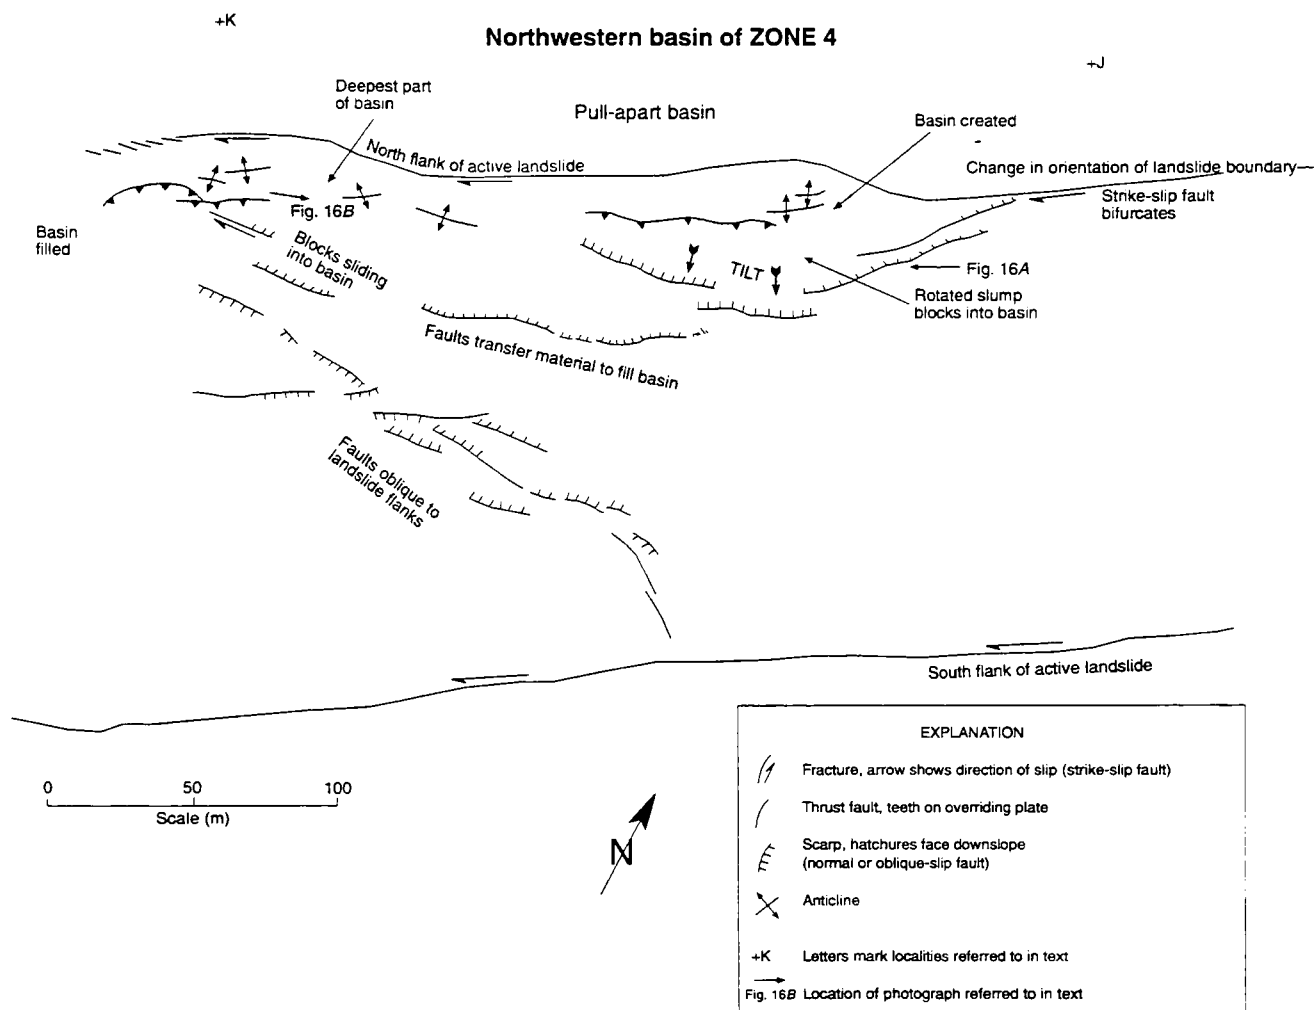 +K
Northwestern basin of ZONE 4
+J
Deepest part
of basin
Pull-apart basin
Basin created
North flank of active landslide
Change in orientation of landslide boundary
Strike-slip fault
bifurcates
Fig. 16B
Basin
filled
Blocks sliding
into basin
TILT
Fig. 16A
Rotated slump
blocks into basin
Faults transfer material to fill basin
Faults oblique to
landslide flanks
South flank of active landslide
0 50 100
Scale (m)
N
EXPLANATION
Fracture, arrow shows direction of slip (strike-slip fault)
Thrust fault, teeth on overriding plate
Scarp, hatchures face downslope
(normal or oblique-slip fault)
Anticline
+K Letters mark localities referred to in text
Fig. 16B Location of photograph referred to in text